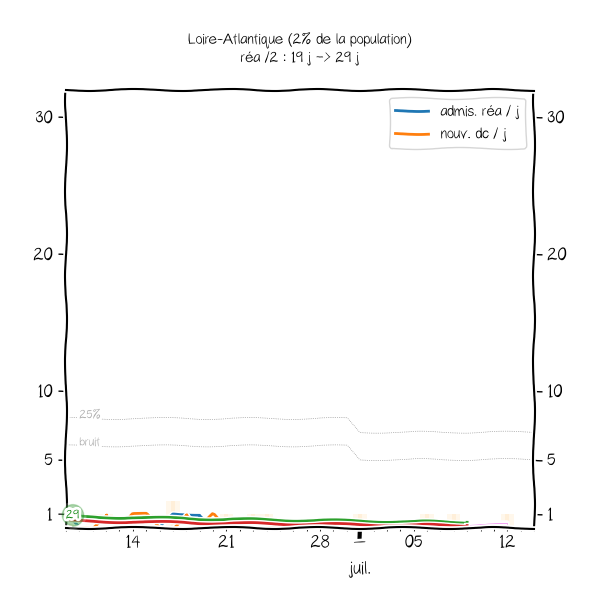 Loire-Atlantique (2% de la population)
réa /2 : 19 j -> 29 j
admis. réa / j
nouv. dc / j
30 30
20 20
10 10
25%
bruit
5 5
1 29 1
14 21 28 - 05 12
juil.